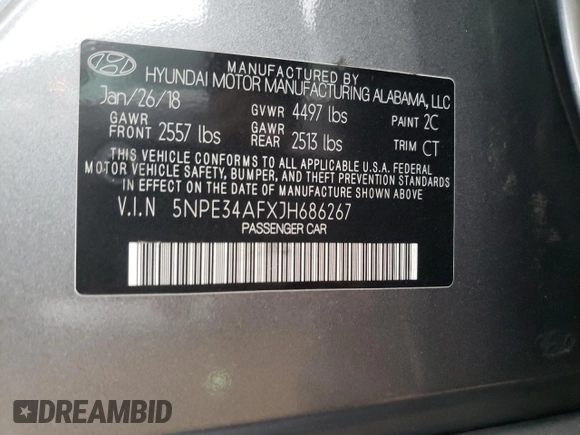 MANUFACTURED BY
HYUNDAI MOTOR MANUFACTURING ALABAMA, LLC
Jan/26/18 GVWR 4497 lbs PAINT 2C
GAWR FRONT 2557 lbs GAWR REAR 2513 lbs TRIM CT
THIS VEHICLE CONFORMS TO ALL APPLICABLE U.S.A. FEDERAL
MOTOR VEHICLE SAFETY, BUMPER, AND THEFT PREVENTION STANDARDS
IN EFFECT ON THE DATE OF MANUFACTURE SHOWN ABOVE
V.I.N 5NPE34AFXJH686267
PASSENGER CAR
DREAMBID